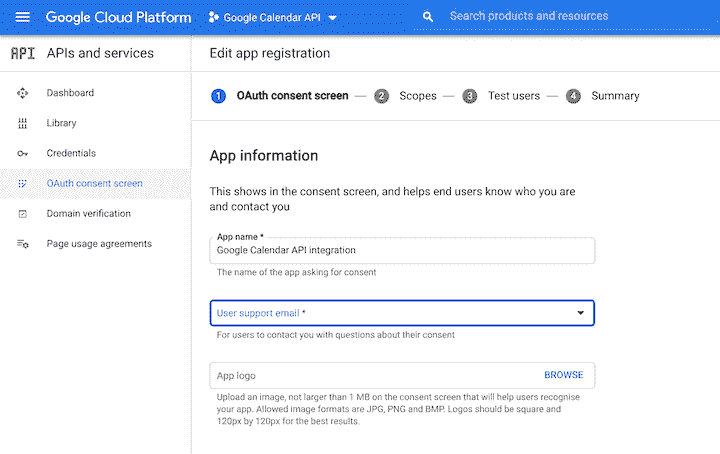 Google Cloud Platform
Google Calendar API
Search products and resources
API APIs and services
Edit app registration
Dashboard
Library
Credentials
OAuth consent screen
Domain verification
Page usage agreements
1 OAuth consent screen — 2 Scopes — 3 Test users — 4 Summary
App information
This shows in the consent screen, and helps end users know who you are
and contact you
App name *
Google Calendar API integration
The name of the app asking for consent
User support email *
For users to contact you with questions about their consent
App logo BROWSE
Upload an image, not larger than 1 MB on the consent screen that will help users recognise
your app. Allowed image formats are JPG, PNG and BMP. Logos should be square and
120px by 120px for the best results.